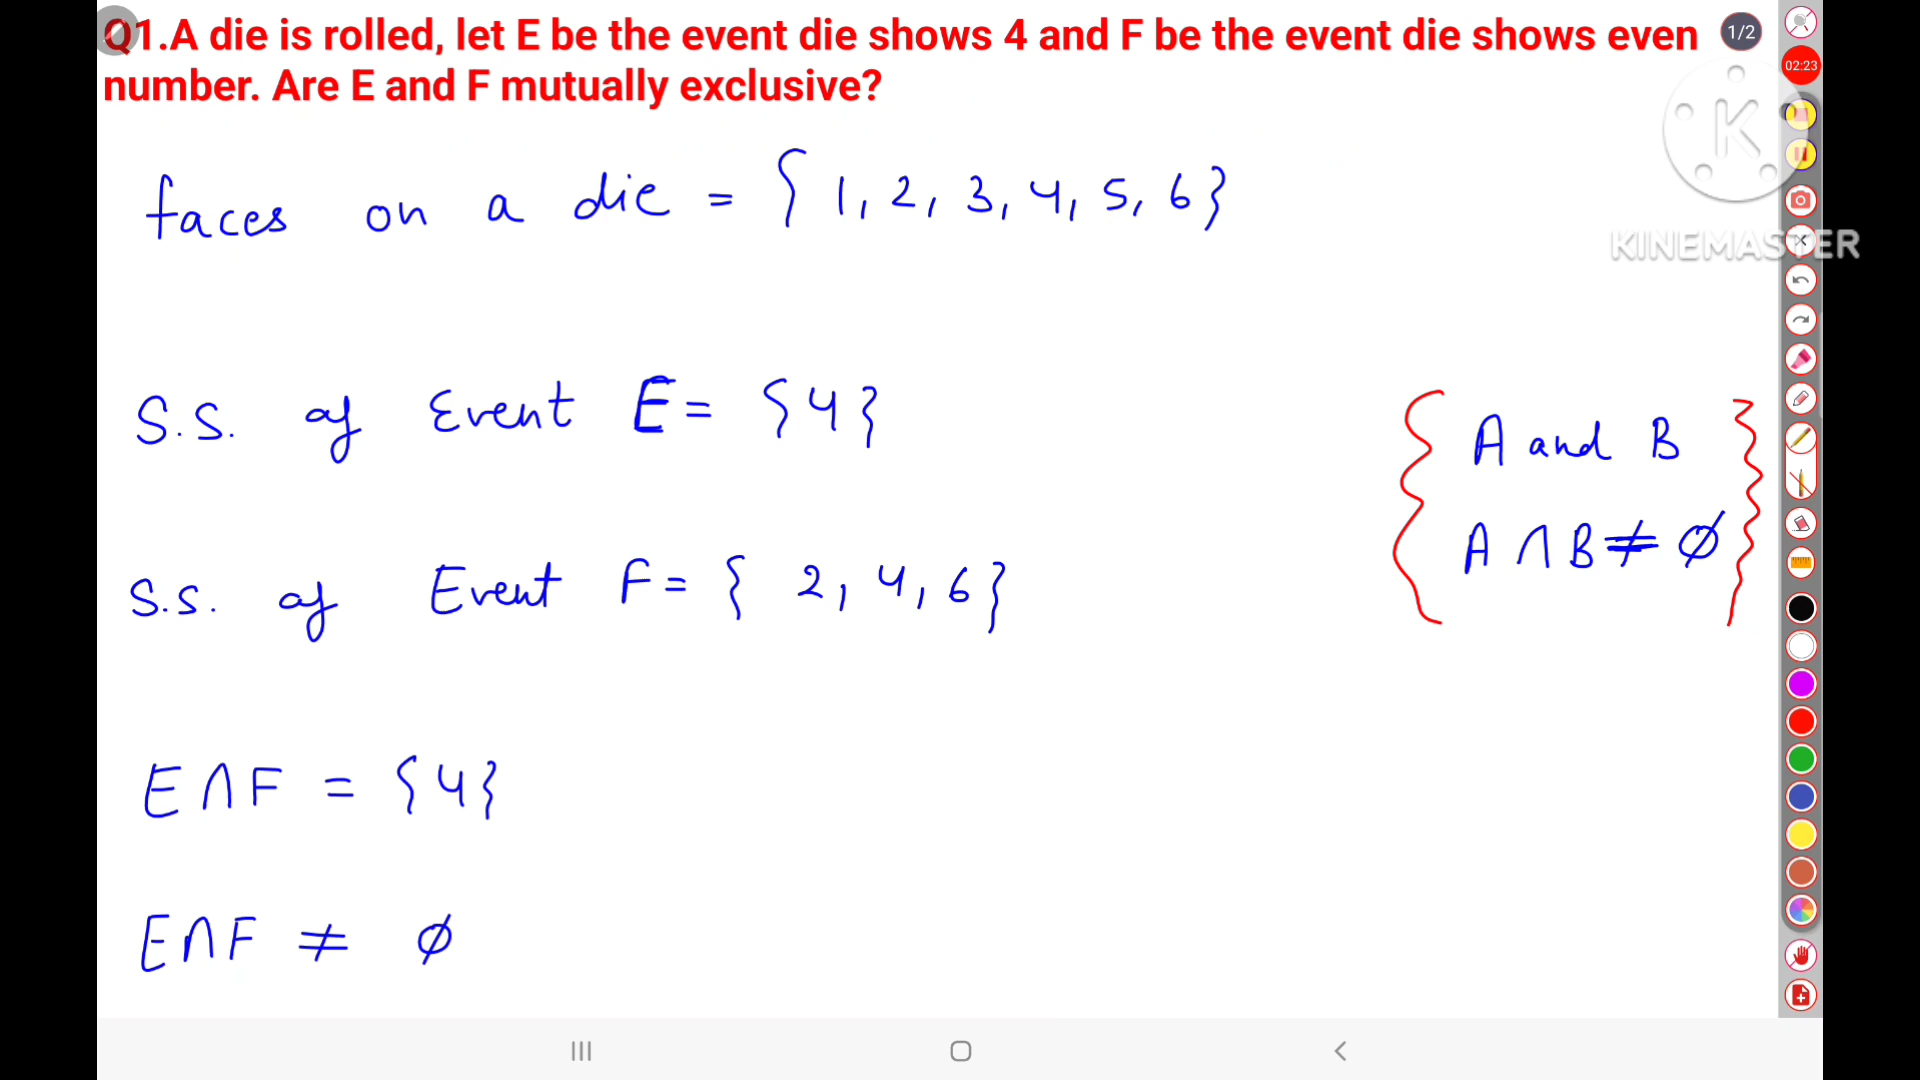 Q1.A die is rolled, let E be the event die shows 4 and F be the event die shows even
number. Are E and F mutually exclusive?
1/2
02:23
K
KINEMASTER
faces on a die = { 1, 2, 3, 4, 5, 6 }
S.S. of Event E = { 4 }
A and B
A ∩ B ≠ ∅
S.S. of Event F = { 2, 4, 6 }
E ∩ F = { 4 }
E ∩ F ≠ ∅